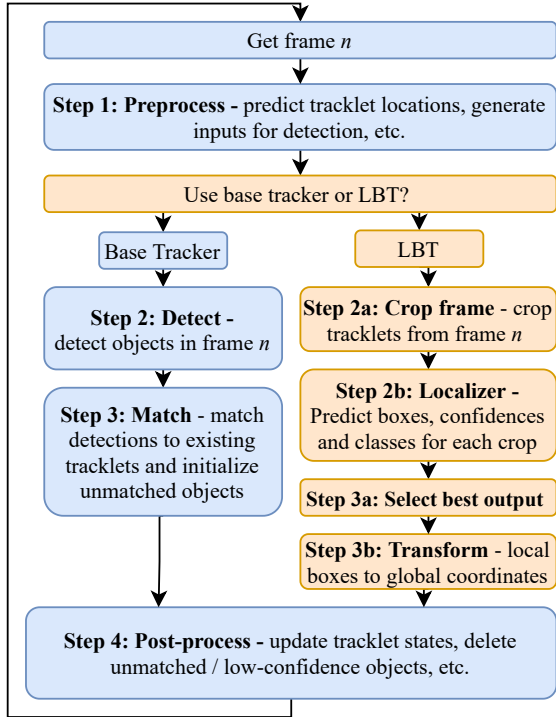 Get frame n
Step 1: Preprocess - predict tracklet locations, generate
inputs for detection, etc.
Use base tracker or LBT?
Base Tracker
Step 2: Detect -
detect objects in frame n
Step 3: Match - match
detections to existing
tracklets and initialize
unmatched objects
LBT
Step 2a: Crop frame - crop
tracklets from frame n
Step 2b: Localizer -
Predict boxes, confidences
and classes for each crop
Step 3a: Select best output
Step 3b: Transform - local
boxes to global coordinates
Step 4: Post-process - update tracklet states, delete
unmatched / low-confidence objects, etc.